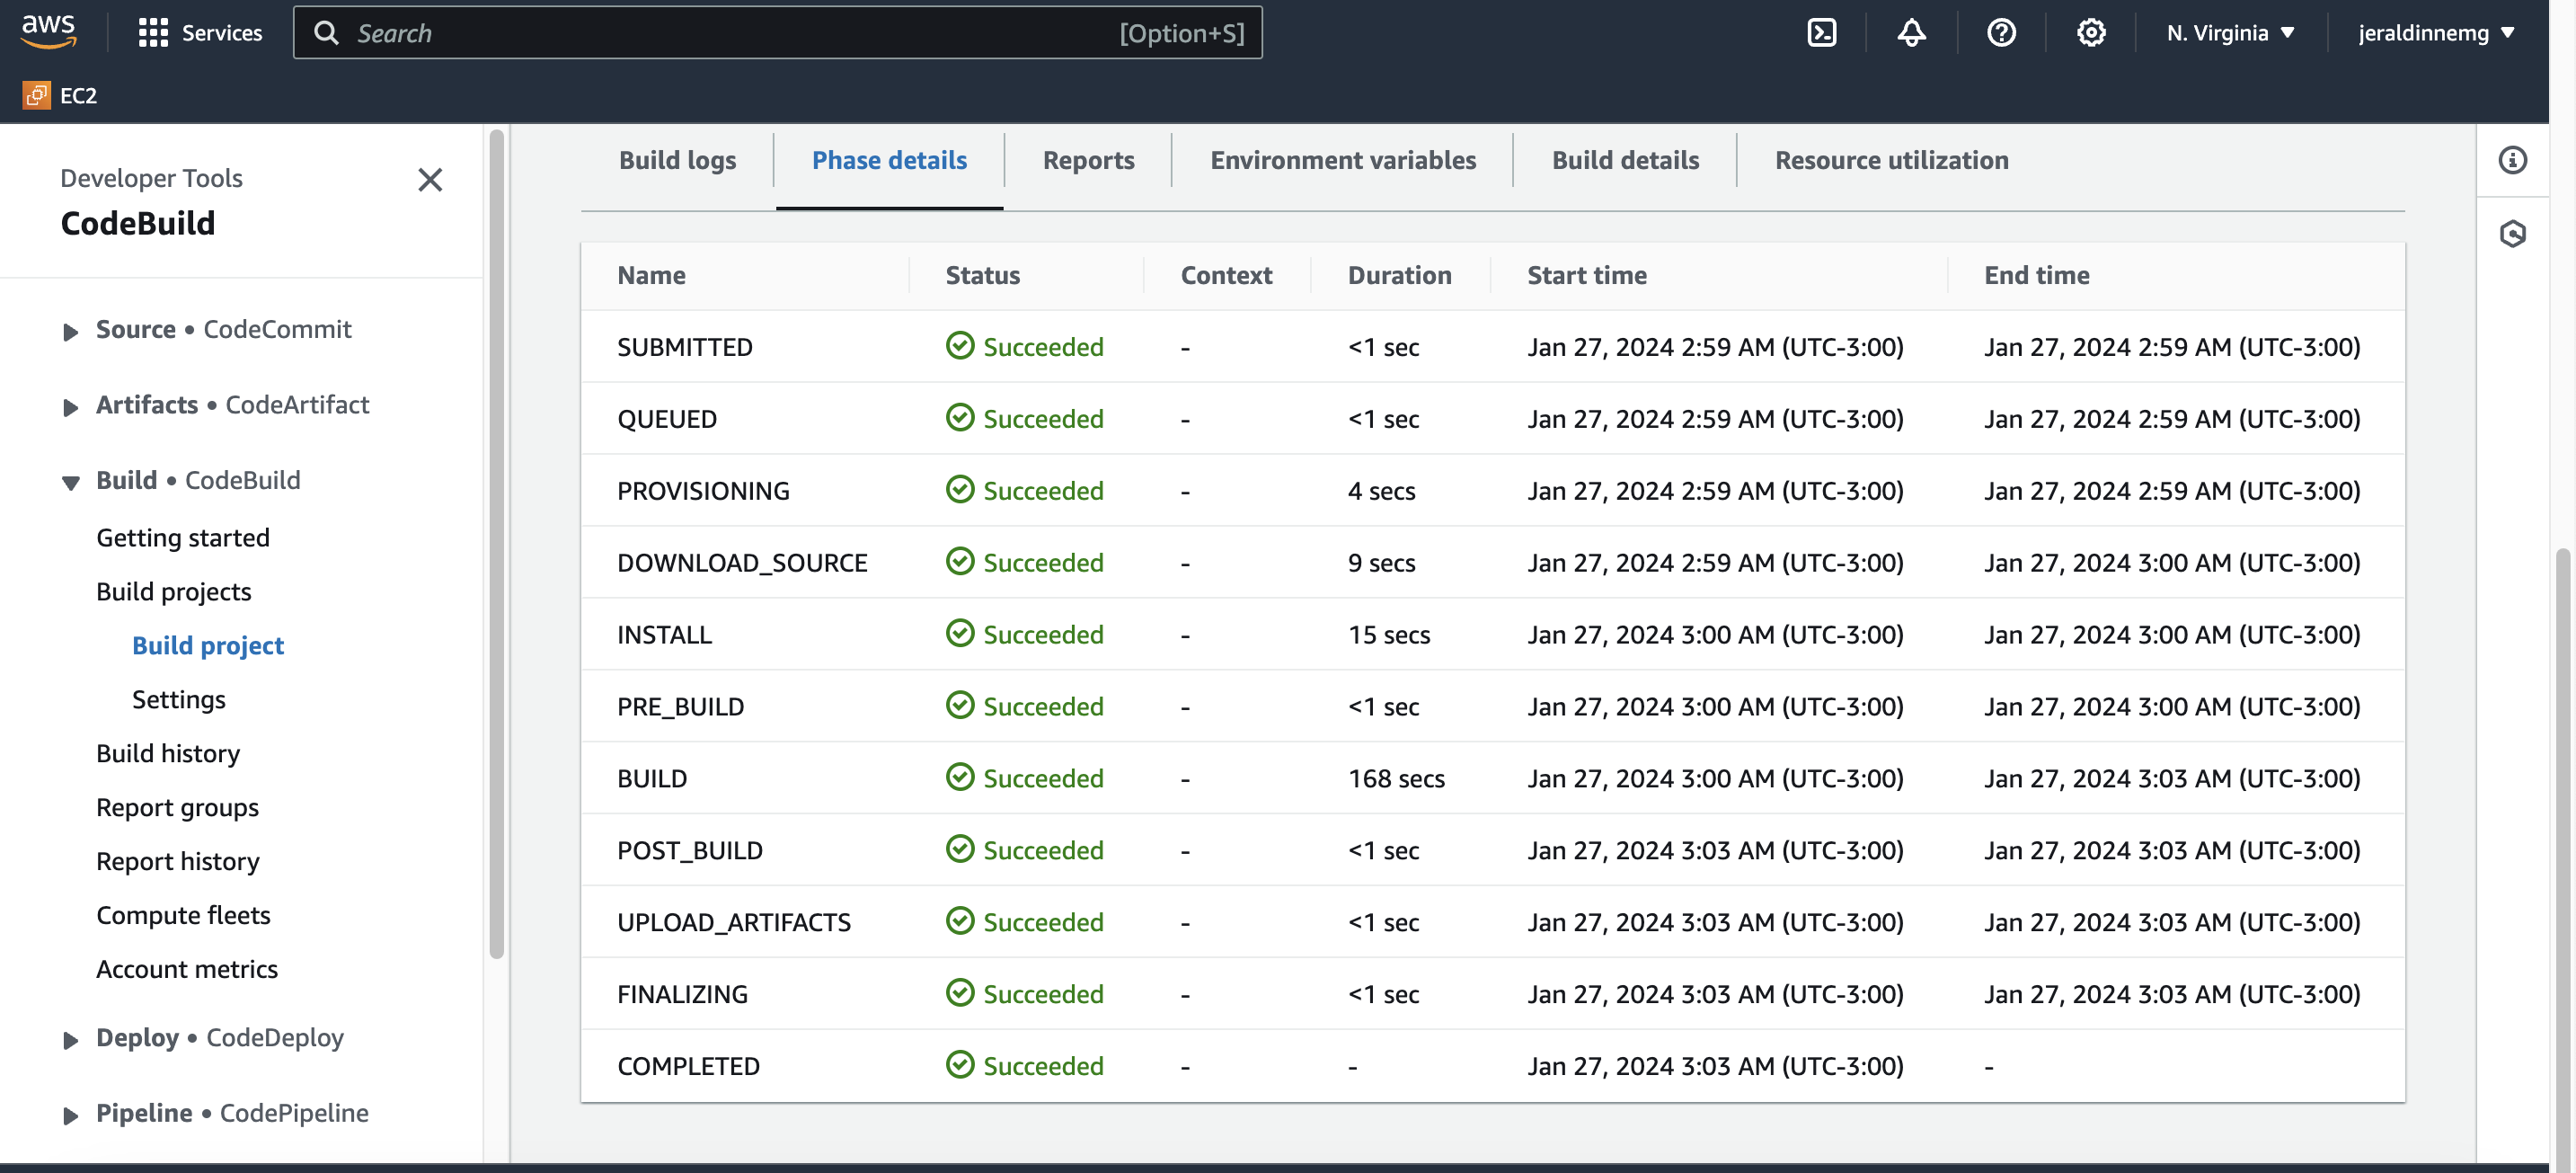 aws
Services
Search [Option+S]
N. Virginia
jeraldinnemg
EC2
Developer Tools
CodeBuild
Source • CodeCommit
Artifacts • CodeArtifact
Build • CodeBuild
Getting started
Build projects
Build project
Settings
Build history
Report groups
Report history
Compute fleets
Account metrics
Deploy • CodeDeploy
Pipeline • CodePipeline
Build logs Phase details Reports Environment variables Build details Resource utilization
Name Status Context Duration Start time End time
SUBMITTED Succeeded - <1 sec Jan 27, 2024 2:59 AM (UTC-3:00) Jan 27, 2024 2:59 AM (UTC-3:00)
QUEUED Succeeded - <1 sec Jan 27, 2024 2:59 AM (UTC-3:00) Jan 27, 2024 2:59 AM (UTC-3:00)
PROVISIONING Succeeded - 4 secs Jan 27, 2024 2:59 AM (UTC-3:00) Jan 27, 2024 2:59 AM (UTC-3:00)
DOWNLOAD_SOURCE Succeeded - 9 secs Jan 27, 2024 2:59 AM (UTC-3:00) Jan 27, 2024 3:00 AM (UTC-3:00)
INSTALL Succeeded - 15 secs Jan 27, 2024 3:00 AM (UTC-3:00) Jan 27, 2024 3:00 AM (UTC-3:00)
PRE_BUILD Succeeded - <1 sec Jan 27, 2024 3:00 AM (UTC-3:00) Jan 27, 2024 3:00 AM (UTC-3:00)
BUILD Succeeded - 168 secs Jan 27, 2024 3:00 AM (UTC-3:00) Jan 27, 2024 3:03 AM (UTC-3:00)
POST_BUILD Succeeded - <1 sec Jan 27, 2024 3:03 AM (UTC-3:00) Jan 27, 2024 3:03 AM (UTC-3:00)
UPLOAD_ARTIFACTS Succeeded - <1 sec Jan 27, 2024 3:03 AM (UTC-3:00) Jan 27, 2024 3:03 AM (UTC-3:00)
FINALIZING Succeeded - <1 sec Jan 27, 2024 3:03 AM (UTC-3:00) Jan 27, 2024 3:03 AM (UTC-3:00)
COMPLETED Succeeded - - Jan 27, 2024 3:03 AM (UTC-3:00) -